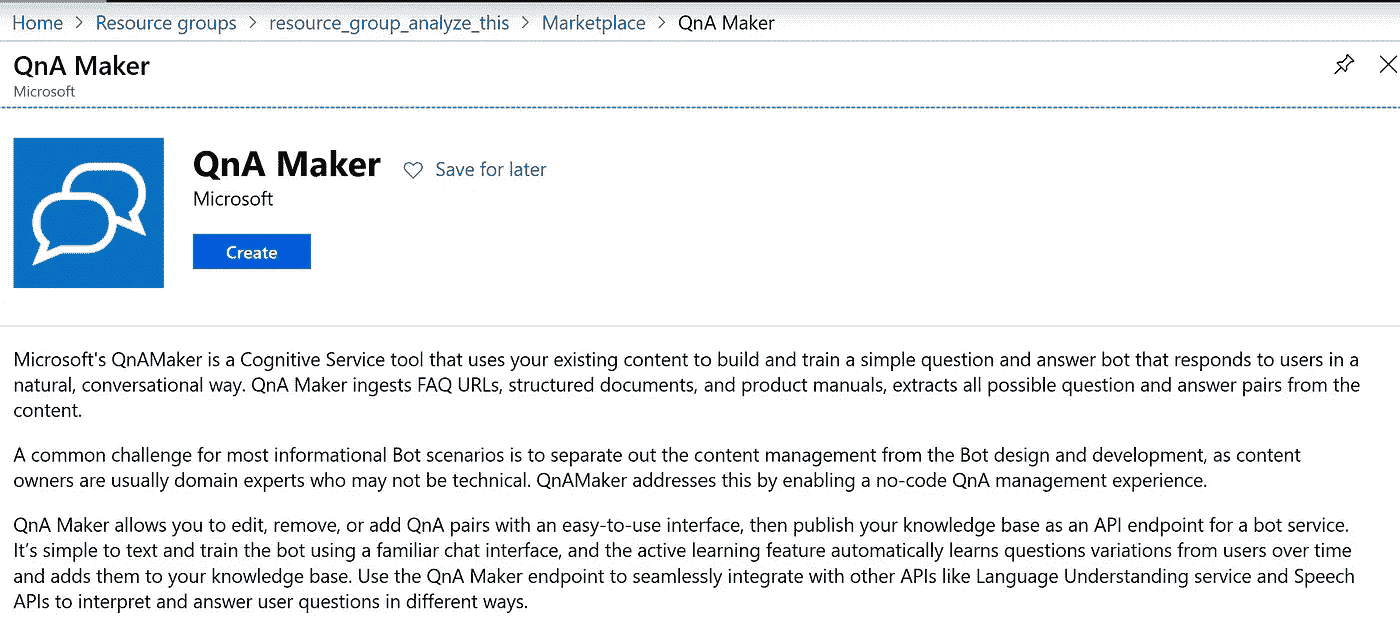 Home > Resource groups > resource_group_analyze_this > Marketplace > QnA Maker
QnA Maker
Microsoft
QnA Maker Save for later
Microsoft
Create
Microsoft's QnAMaker is a Cognitive Service tool that uses your existing content to build and train a simple question and answer bot that responds to users in a
natural, conversational way. QnA Maker ingests FAQ URLs, structured documents, and product manuals, extracts all possible question and answer pairs from the
content.
A common challenge for most informational Bot scenarios is to separate out the content management from the Bot design and development, as content
owners are usually domain experts who may not be technical. QnAMaker addresses this by enabling a no-code QnA management experience.
QnA Maker allows you to edit, remove, or add QnA pairs with an easy-to-use interface, then publish your knowledge base as an API endpoint for a bot service.
It’s simple to text and train the bot using a familiar chat interface, and the active learning feature automatically learns questions variations from users over time
and adds them to your knowledge base. Use the QnA Maker endpoint to seamlessly integrate with other APIs like Language Understanding service and Speech
APIs to interpret and answer user questions in different ways.